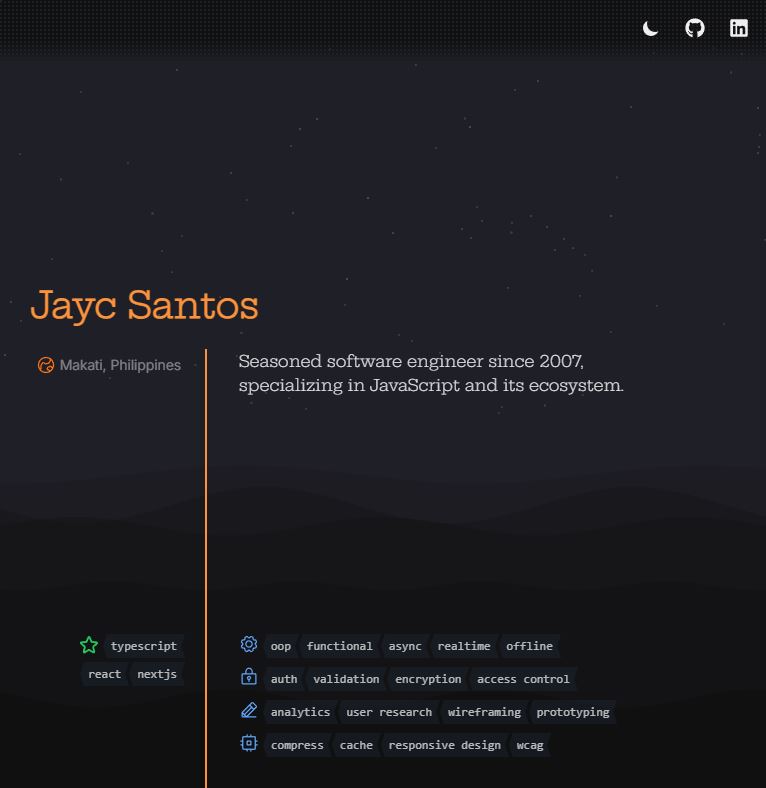 Jayc Santos
Makati, Philippines
Seasoned software engineer since 2007,
specializing in JavaScript and its ecosystem.
typescript
react nextjs
oop functional async realtime offline
auth validation encryption access control
analytics user research wireframing prototyping
compress cache responsive design wcag